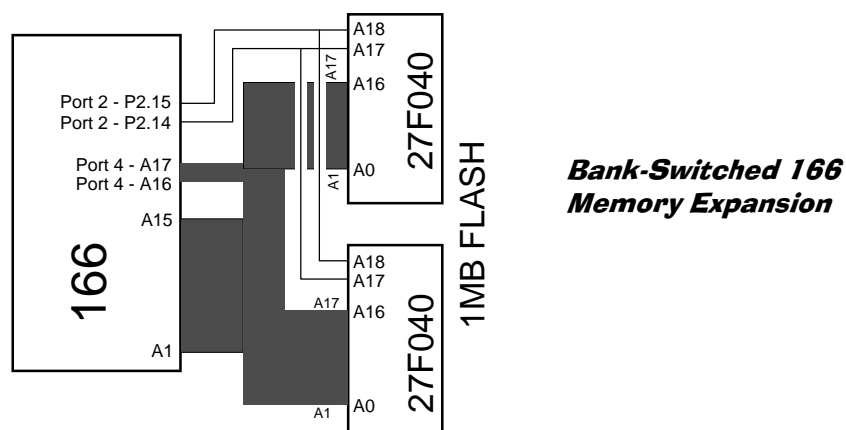 Port 2 - P2.15
Port 2 - P2.14
Port 4 - A17
Port 4 - A16
A15
A1
166
A18
A17
A16
A0
A17
A1
27F040
A18
A17
A16
A0
A17
A1
27F040
1MB FLASH
Bank-Switched 166
Memory Expansion